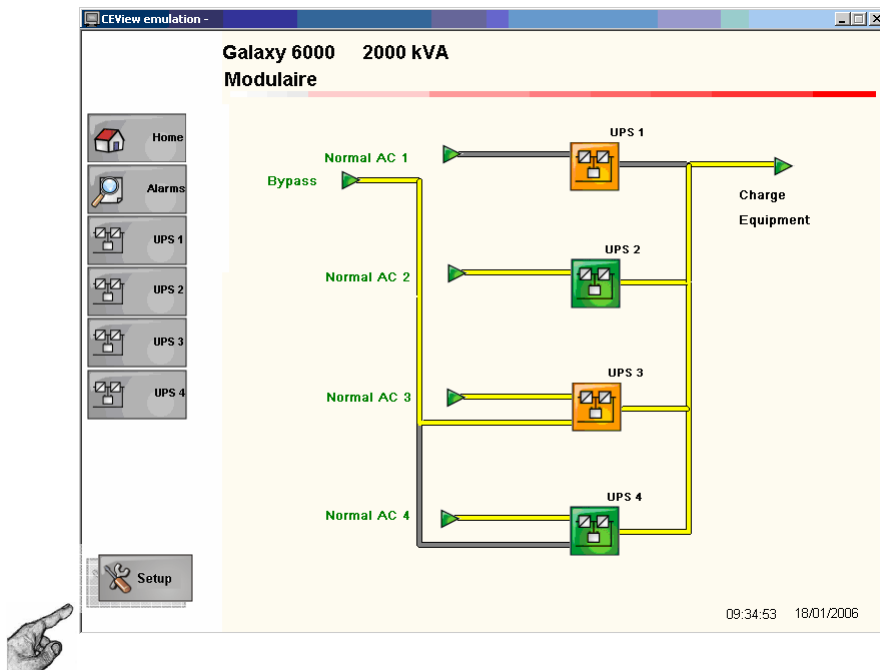 CEView emulation -
Galaxy 6000 2000 kVA
Modulaire
Home
Alarms
UPS 1
UPS 2
UPS 3
UPS 4
Setup
UPS 1
Normal AC 1
Bypass
Charge
Equipment
UPS 2
Normal AC 2
UPS 3
Normal AC 3
UPS 4
Normal AC 4
09:34:53 18/01/2006